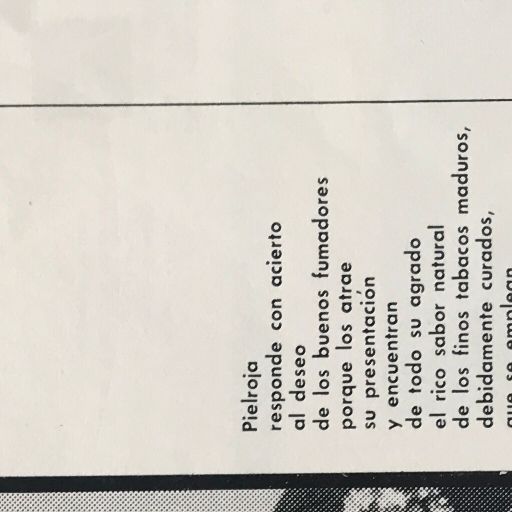 Pielroja
responde con acierto
al deseo
de los buenos fumadores
porque los atrae
su presentación
y encuentran
de todo su agrado
el rico sabor natural
de los finos tabacos maduros,
debidamente curados,
que se emplean